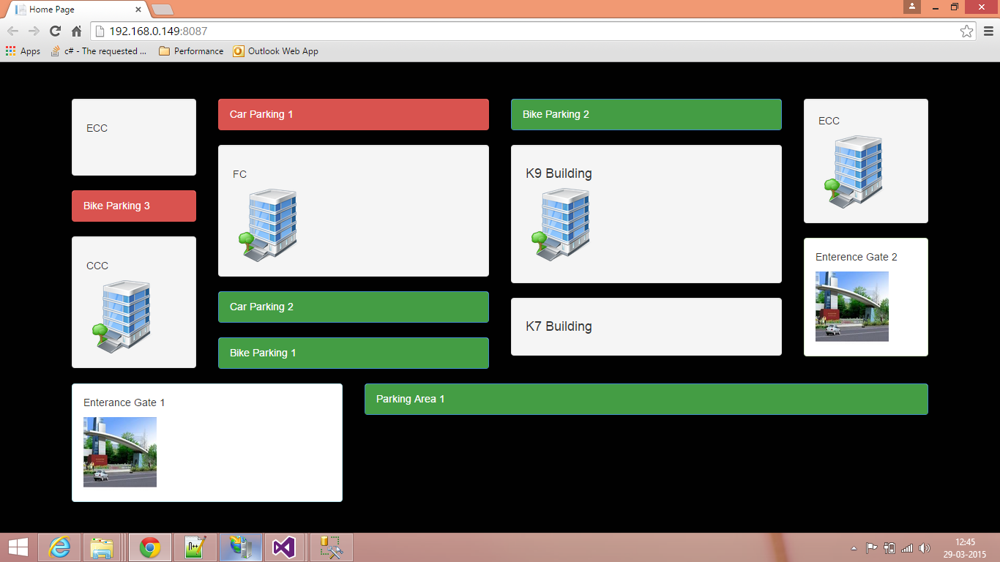 Home Page
192.168.0.149:8087
Apps
c# - The requested ...
Performance
Outlook Web App
ECC
Car Parking 1
Bike Parking 2
ECC
FC
K9 Building
Bike Parking 3
CCC
Enterence Gate 2
Car Parking 2
K7 Building
Bike Parking 1
Enterance Gate 1
Parking Area 1
12:45
29-03-2015